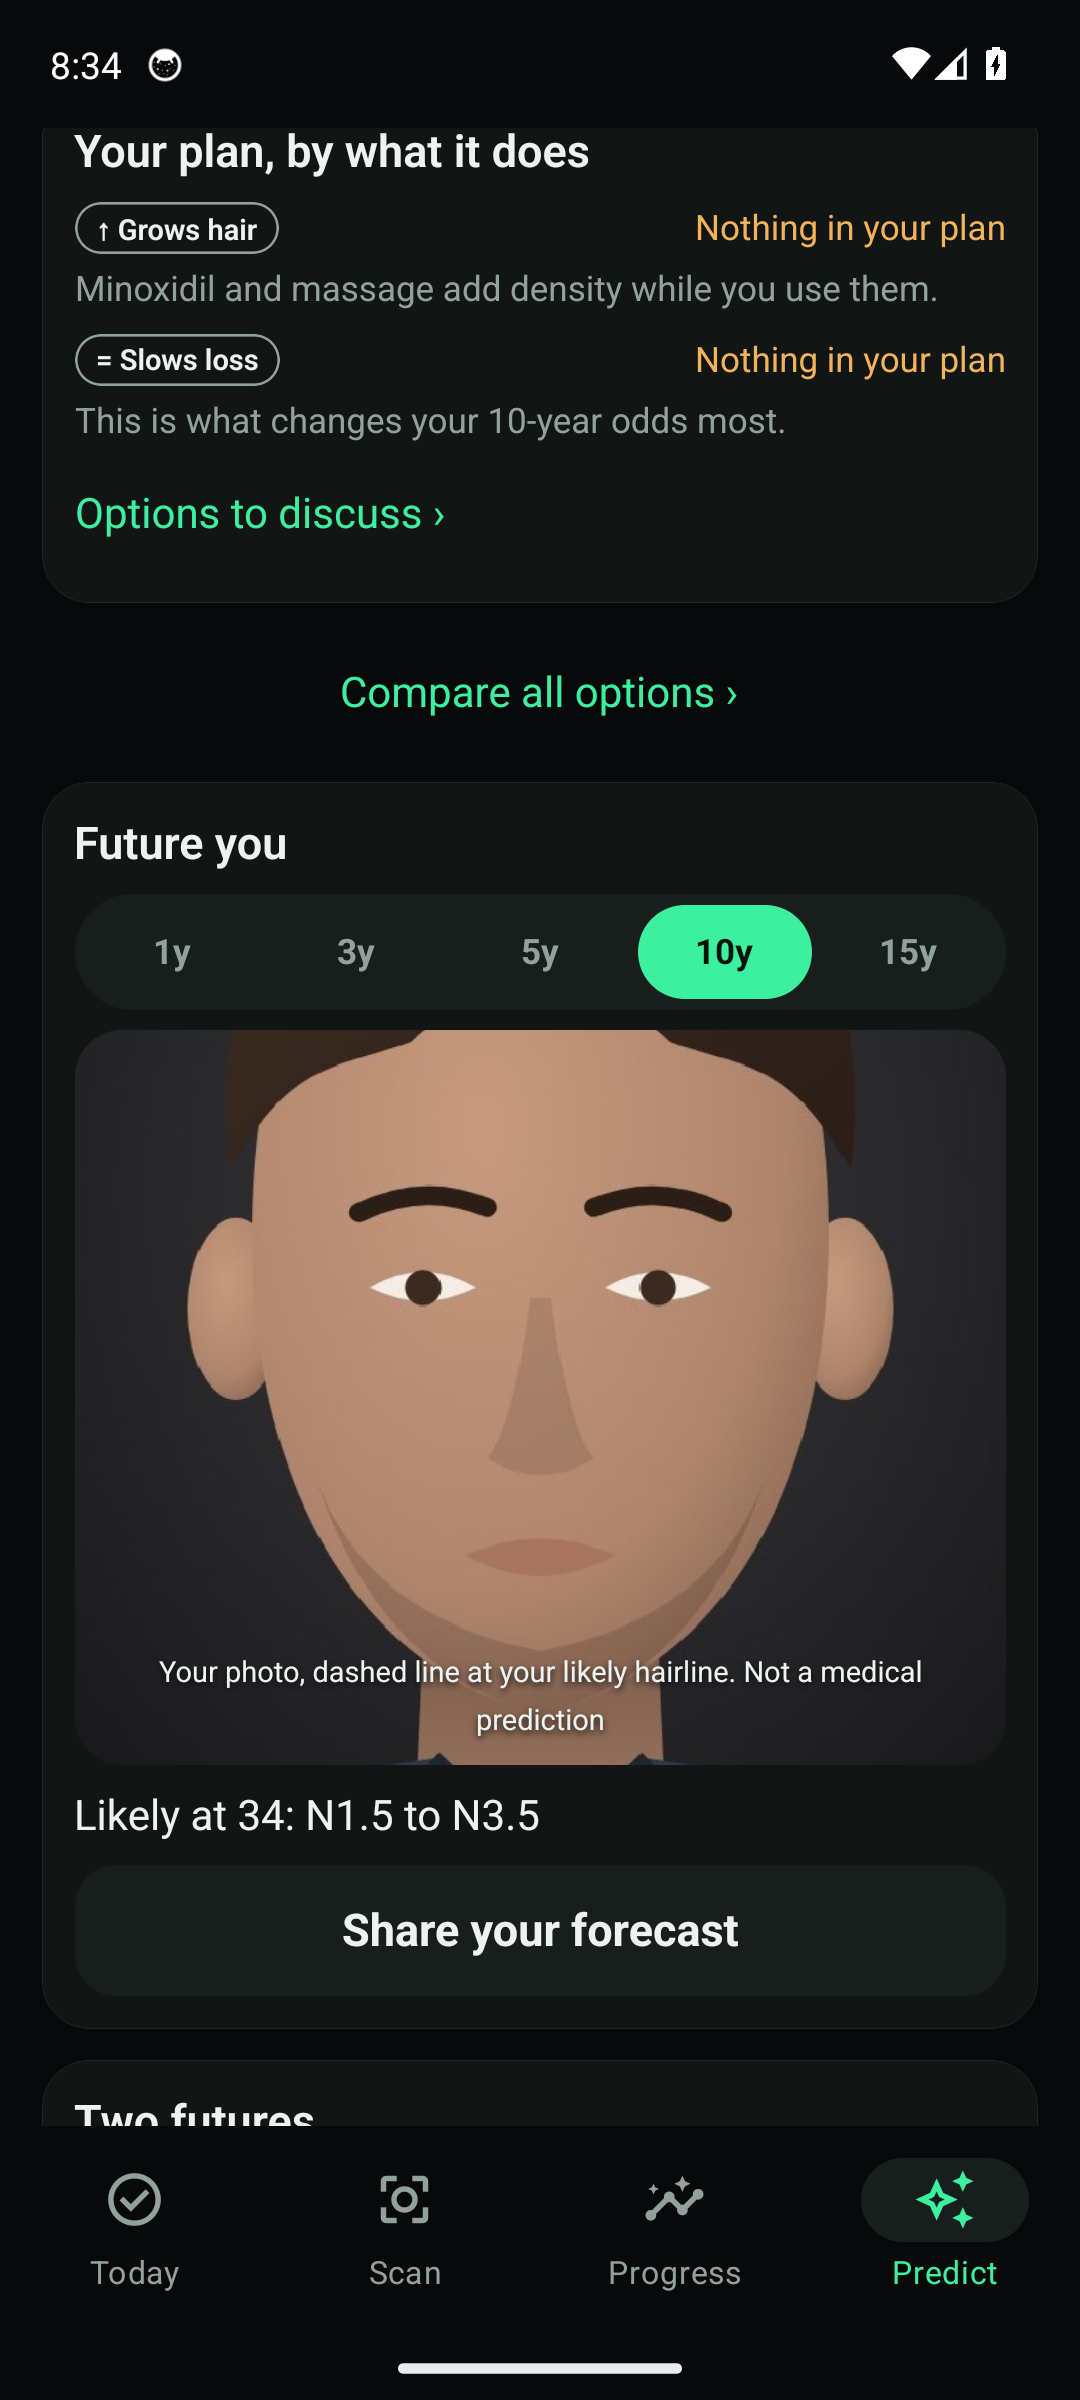 8:34
Your plan, by what it does
↑ Grows hair
Nothing in your plan
Minoxidil and massage add density while you use them.
= Slows loss
Nothing in your plan
This is what changes your 10-year odds most.
Options to discuss ›
Compare all options ›
Future you
1y 3y 5y 10y 15y
Your photo, dashed line at your likely hairline. Not a medical
prediction
Likely at 34: N1.5 to N3.5
Share your forecast
Two futures
Today Scan Progress Predict